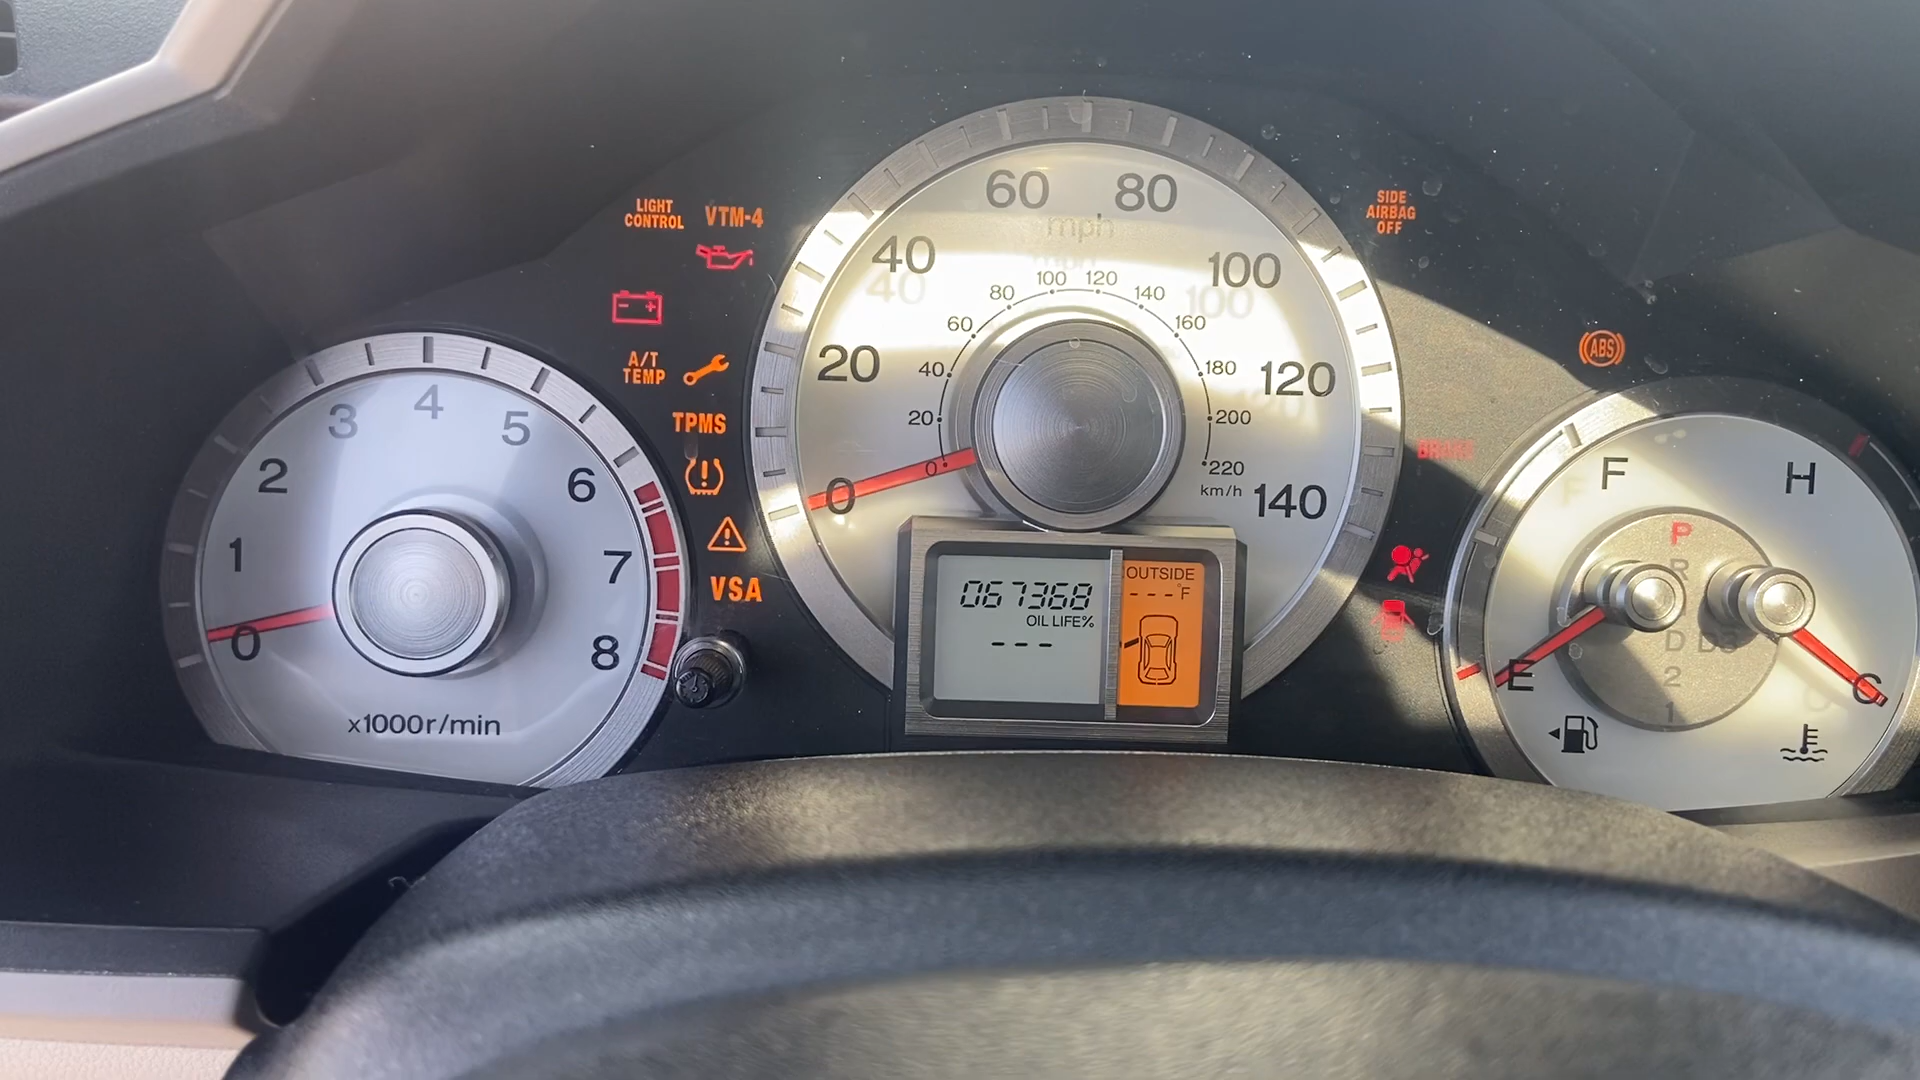 LIGHT
CONTROL
VTM-4
A/T
TEMP
TPMS
VSA
1
2
3
4
5
6
7
8
0
x1000r/min
0
20
40
60
80
100
120
140
mph
0
20
40
60
80
100
120
140
160
180
200
220
km/h
067368
OIL LIFE%
---
OUTSIDE
---°F
SIDE
AIRBAG
OFF
ABS
BRAKE
F
E
H
C
P
R
D D3
2
1